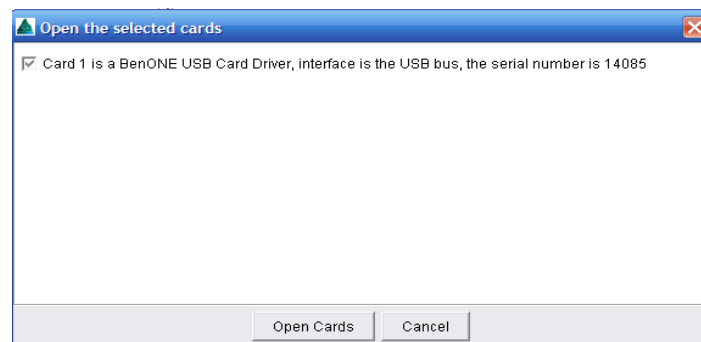 Open the selected cards
Card 1 is a BenONE USB Card Driver, interface is the USB bus, the serial number is 14085
Open Cards
Cancel